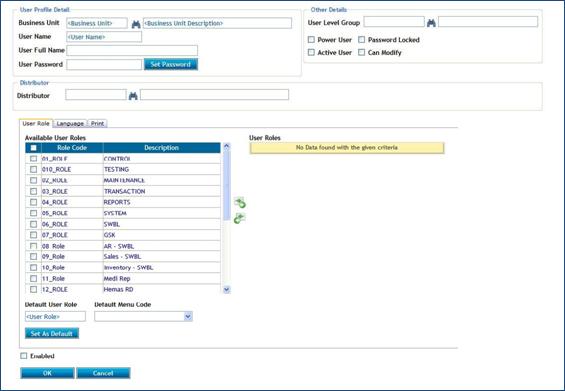 User Profile Detail
Business Unit <Business Unit> <Business Unit Description>
User Name <User Name>
User Full Name
User Password Set Password
Other Details
User Level Group
Power User Password Locked
Active User Can Modify
Distributor
Distributor
User Role Language Print
Available User Roles
Role Code Description
01_ROLE CONTROL
010_ROLE TESTING
02_ROLE MAINTENANCE
03_ROLE TRANSACTION
04_ROLE REPORTS
05_ROLE SYSTEM
06_ROLE SWBL
07_ROLE GSK
08_Role AR - SWBL
09_Role Sales - SWBL
10_Role Inventory - SWBL
11_Role Medi Rep
12_ROLE Hemas RD
User Roles
No Data found with the given criteria
Default User Role Default Menu Code
<User Role>
Set As Default
Enabled
OK Cancel